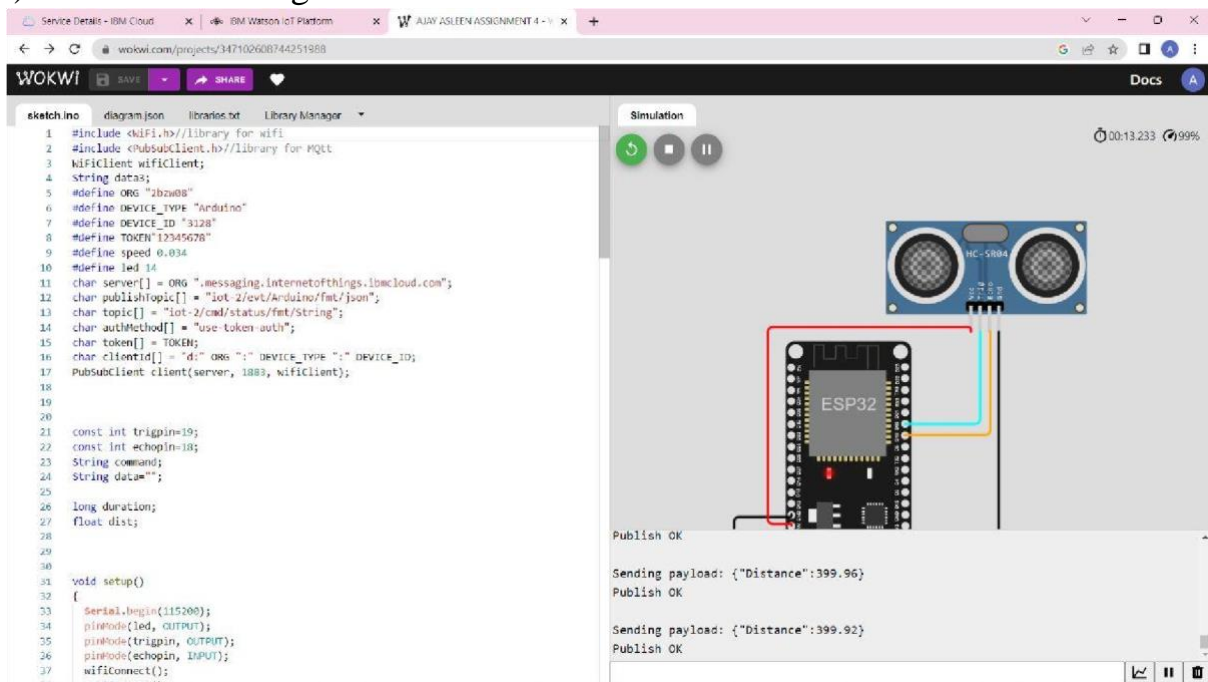 Service Details - IBM Cloud
IBM Watson IoT Platform
AJAY ASLEEN ASSIGNMENT 4 -
wokwi.com/projects/347102608744251988
WOKWI
SAVE
SHARE
Docs
A
sketch.ino
diagram.json
libraries.txt
Library Manager
1 #include <WiFi.h>//library for wifi
2 #include <PubSubClient.h>//library for MQtt
3 WiFiClient wifiClient;
4 String data3;
5 #define ORG "2bzw08"
6 #define DEVICE_TYPE "Arduino"
7 #define DEVICE_ID "3128"
8 #define TOKEN"12345678"
9 #define speed 0.034
10 #define led 14
11 char server[] = ORG ".messaging.internetofthings.ibmcloud.com";
12 char publishTopic[] = "iot-2/evt/Arduino/fmt/json";
13 char topic[] = "iot-2/cmd/status/fmt/String";
14 char authMethod[] = "use-token-auth";
15 char token[] = TOKEN;
16 char clientId[] = "d:" ORG ":" DEVICE_TYPE ":" DEVICE_ID;
17 PubSubClient client(server, 1883, wifiClient);
18
19
20
21 const int trigpin=19;
22 const int echopin=18;
23 String command;
24 String data="";
25
26 long duration;
27 float dist;
28
29
30
31 void setup()
32 {
33 Serial.begin(115200);
34 pinMode(led, OUTPUT);
35 pinMode(trigpin, OUTPUT);
36 pinMode(echopin, INPUT);
37 wifiConnect();
Simulation
00:13.233 99%
HC-SR04
Vcc Trig Echo Gnd
ESP32
Publish OK
Sending payload: {"Distance":399.96}
Publish OK
Sending payload: {"Distance":399.92}
Publish OK